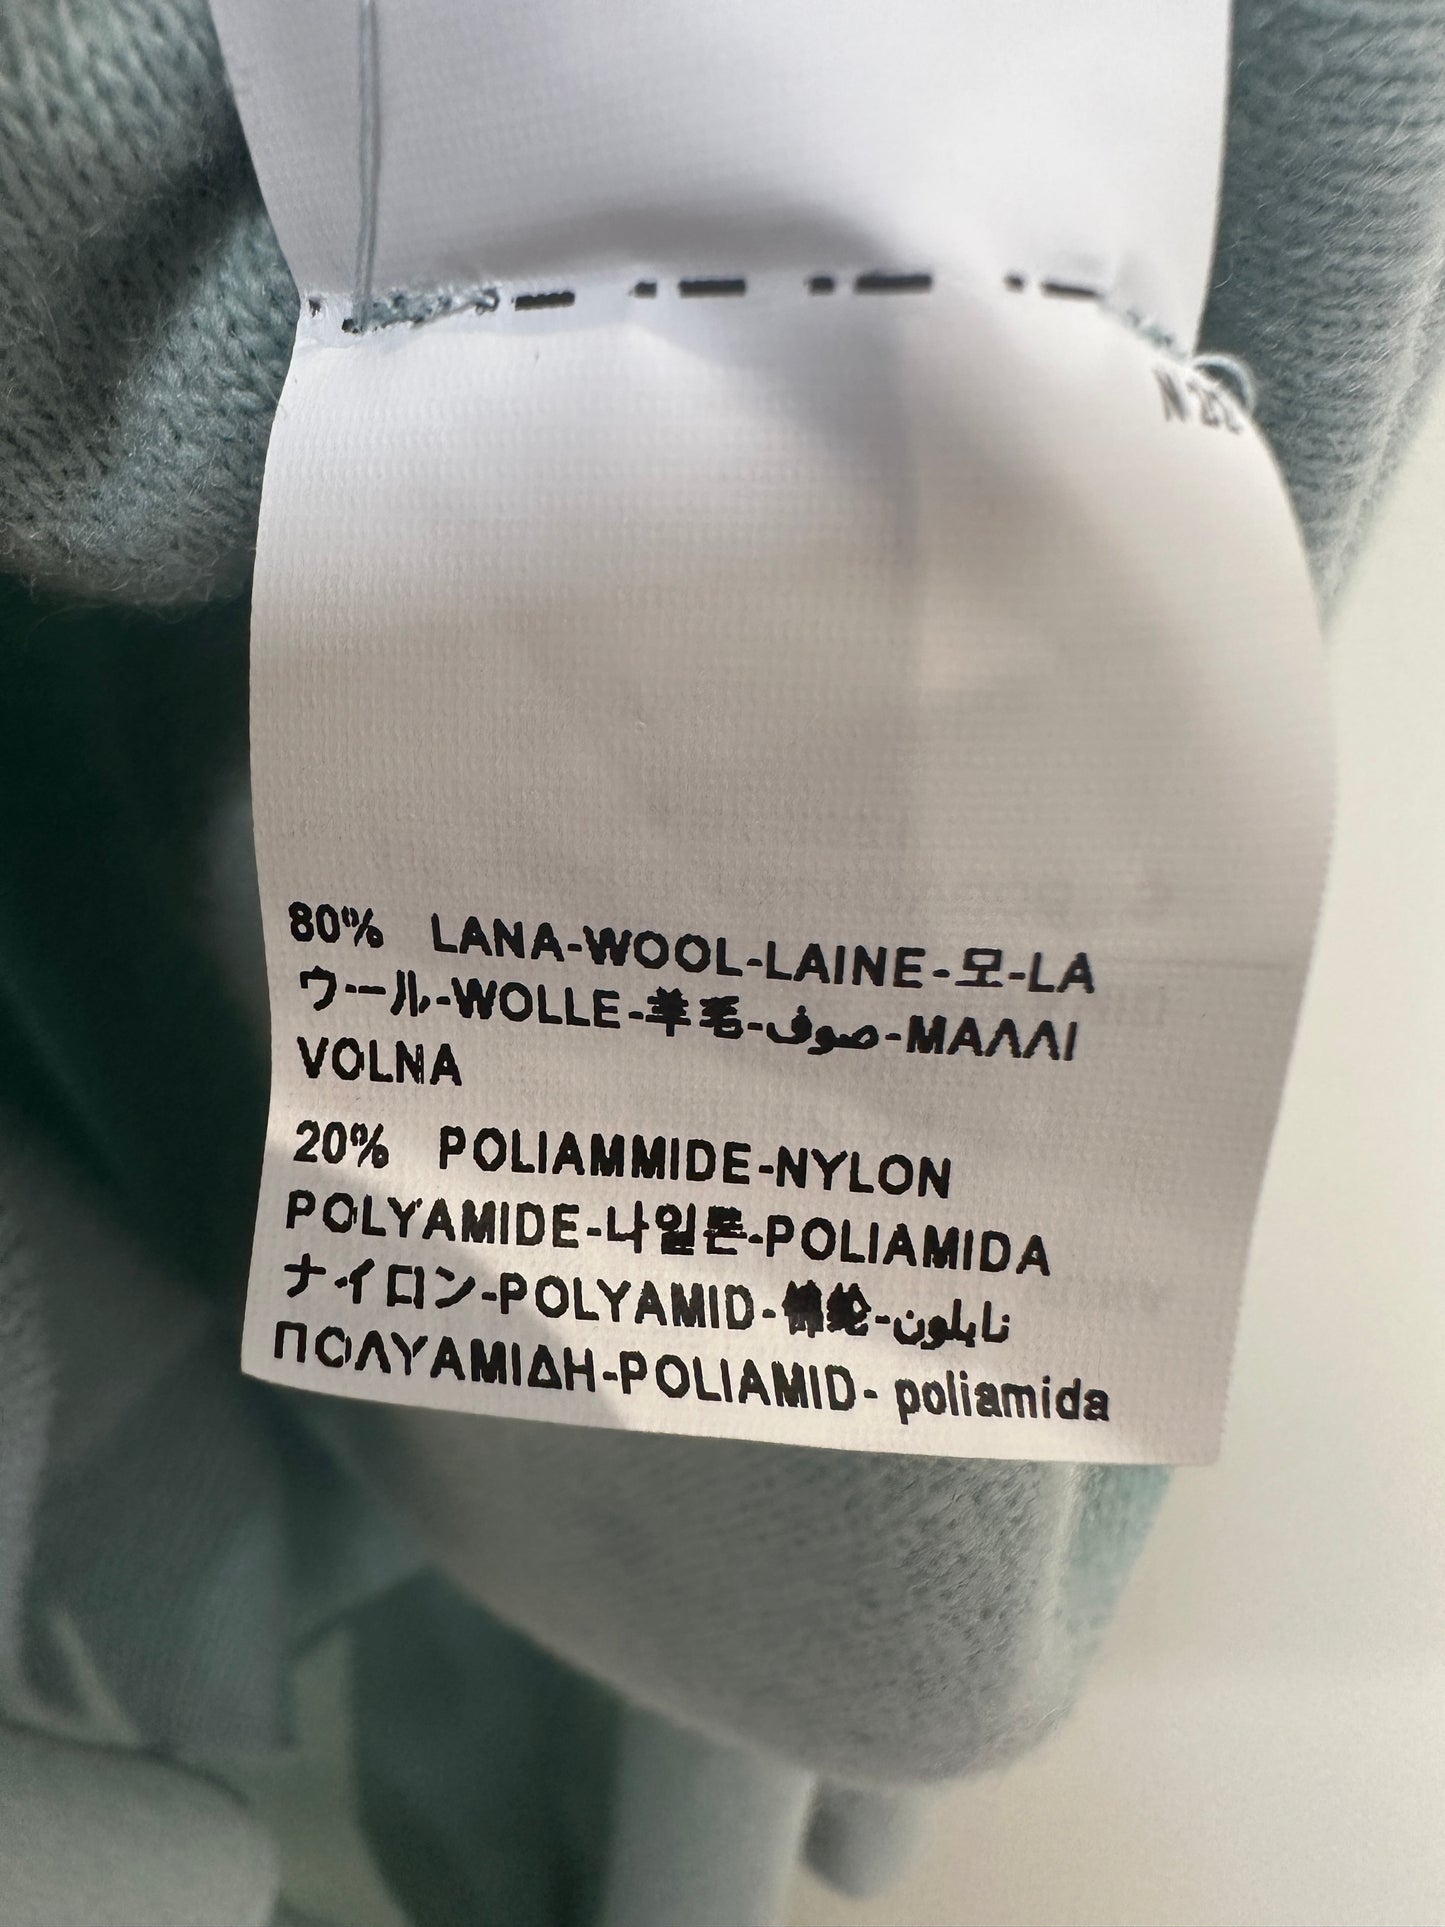 80% LANA-WOOL-LAINE-모-LA
ウール-WOLLE-羊毛-صوف-ΜΑΛΛΙ
VOLNA
20% POLIAMMIDE-NYLON
POLYAMIDE-나일론-POLIAMIDA
ナイロン-POLYAMID-锦纶-نايلون
ΠΟΛΥΑΜΙΔΗ-POLIAMID- poliamida